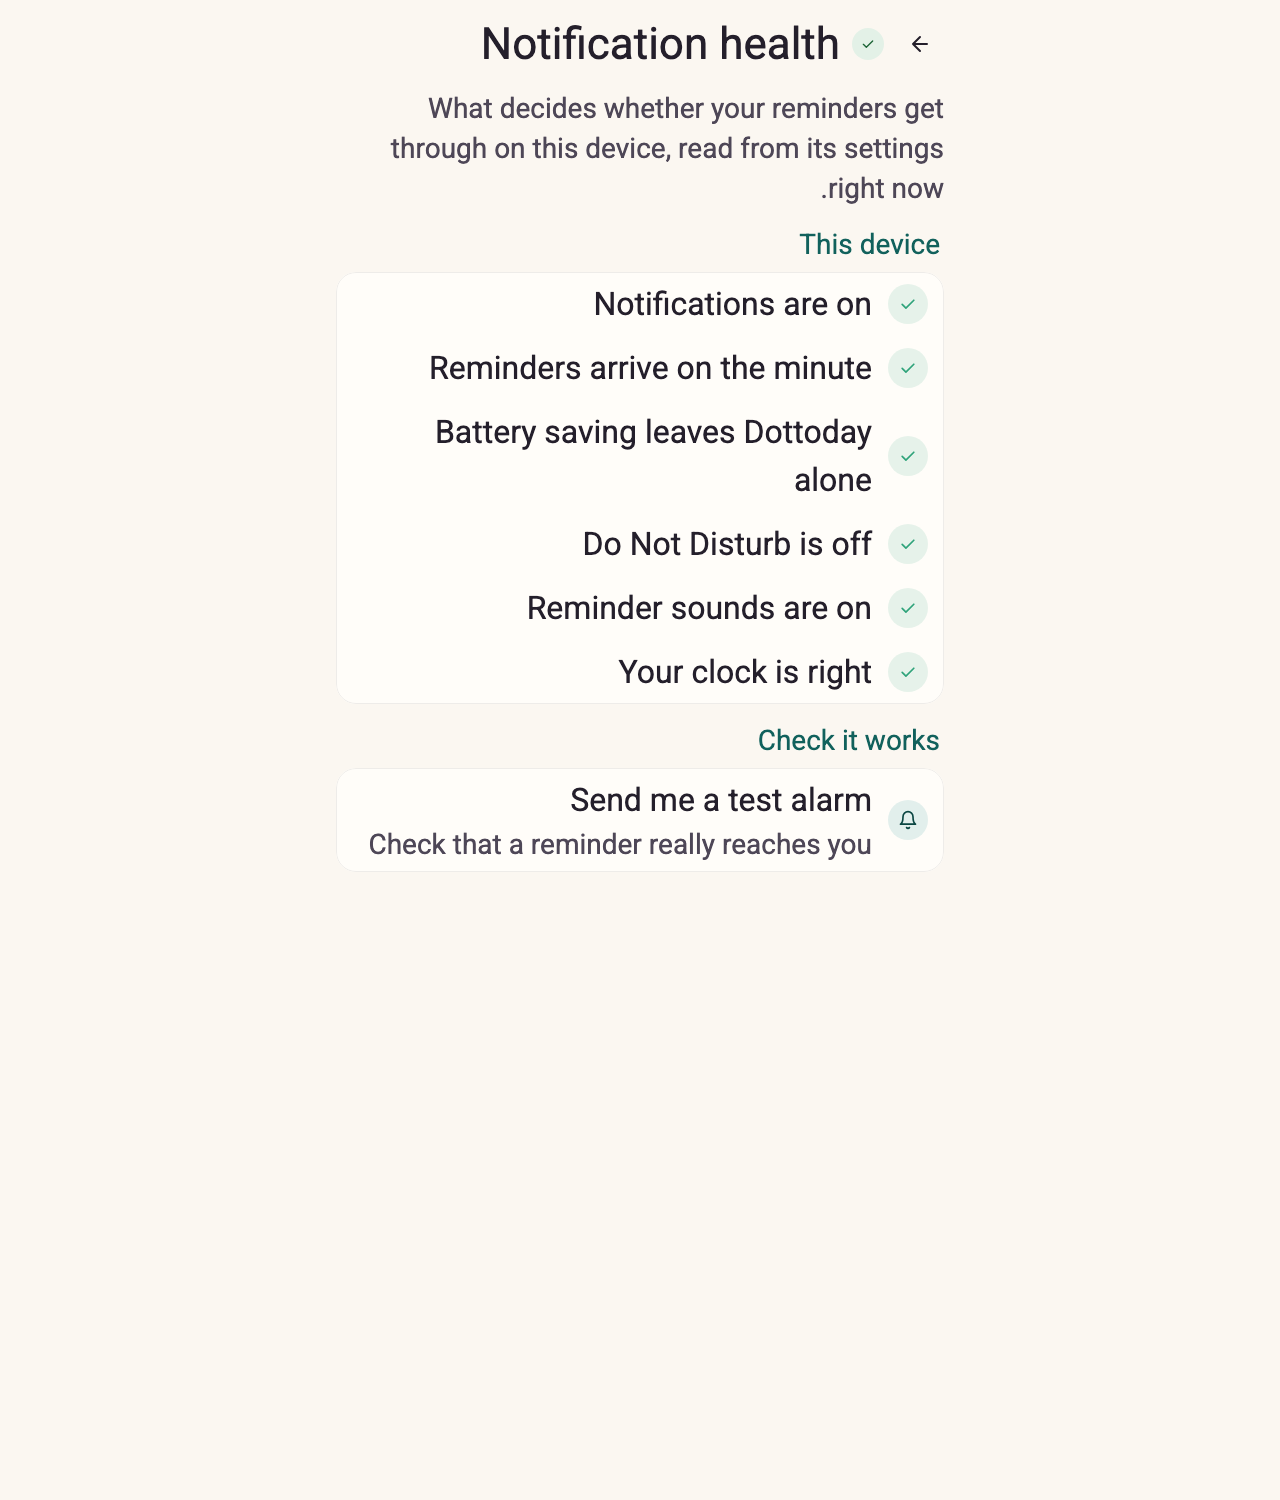 Notification health
What decides whether your reminders get
through on this device, read from its settings
.right now
This device
Notifications are on
Reminders arrive on the minute
Battery saving leaves Dottoday
alone
Do Not Disturb is off
Reminder sounds are on
Your clock is right
Check it works
Send me a test alarm
Check that a reminder really reaches you